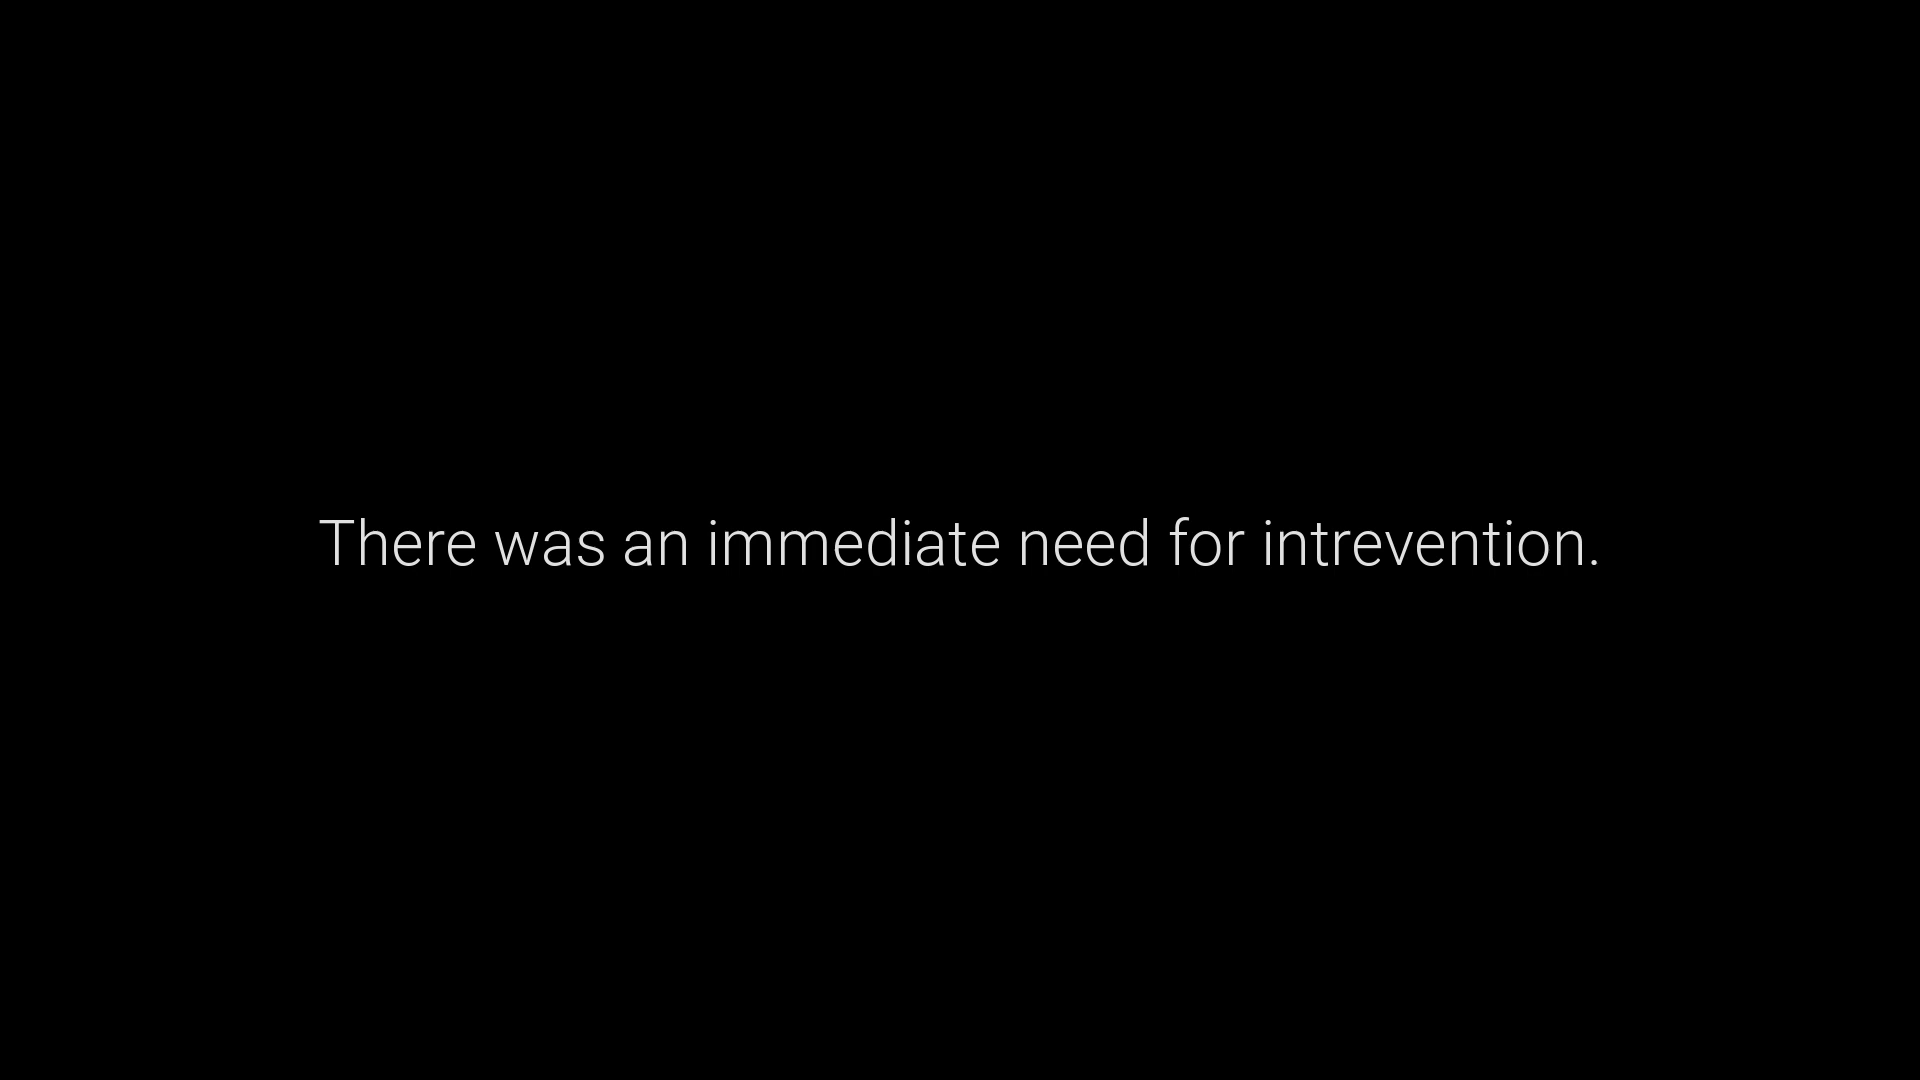 There was an immediate need for intrevention.